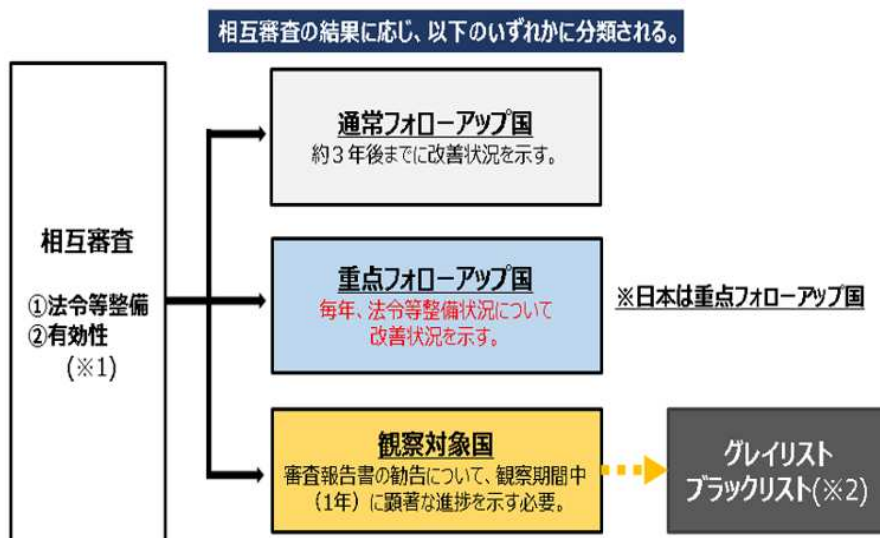 相互審査の結果に応じ、以下のいずれかに分類される。
相互審査
①法令等整備
②有効性
(※1)
通常フォローアップ国
約3年後までに改善状況を示す。
重点フォローアップ国
毎年、法令等整備状況について
改善状況を示す。
※日本は重点フォローアップ国
観察対象国
審査報告書の勧告について、観察期間中
(1年)に顕著な進捗を示す必要。
グレイリスト
ブラックリスト(※2)